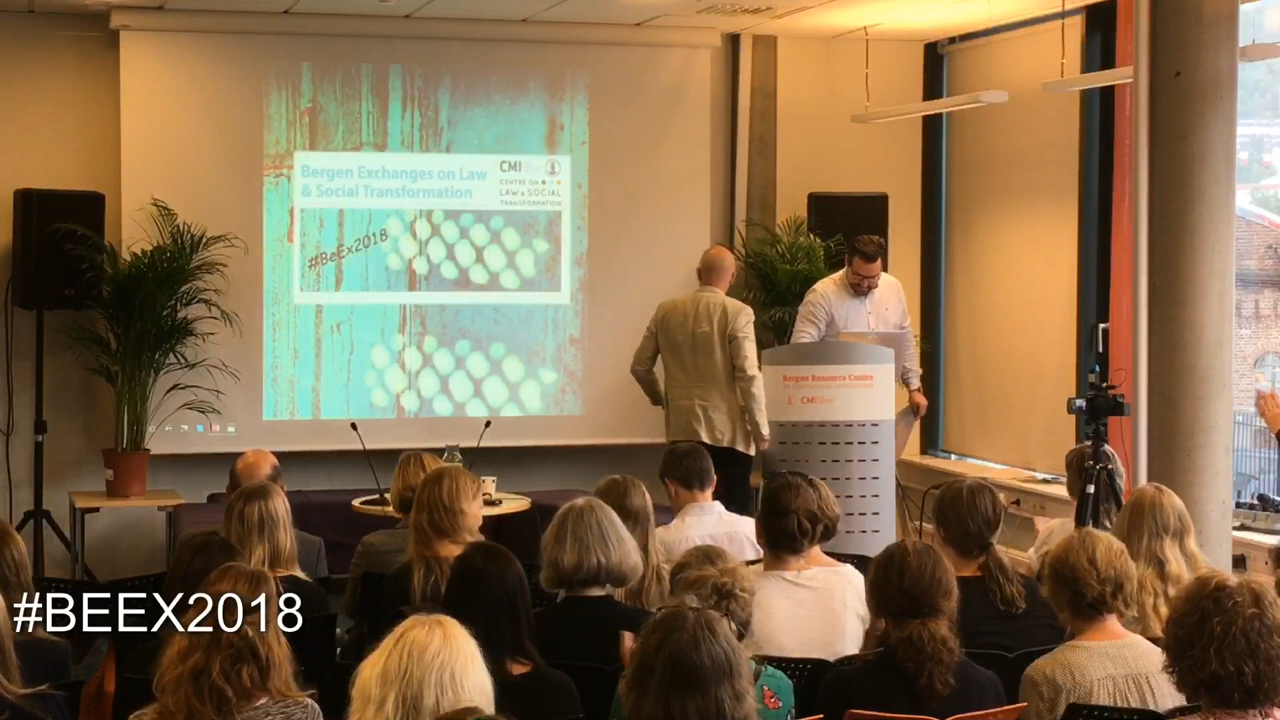 Bergen Exchanges on Law
& Social Transformation
CMI
CENTRE ON
LAW & SOCIAL
TRANSFORMATION
#BeEx2018
Bergen Resource Centre
CMI
#BEEX2018